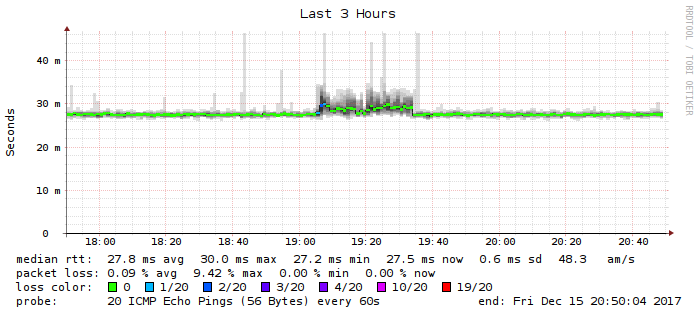 Last 3 Hours
RRDTOOL / TOBI OETIKER
Seconds
40 m
30 m
20 m
10 m
0
18:00 18:20 18:40 19:00 19:20 19:40 20:00 20:20 20:40
median rtt: 27.8 ms avg 30.0 ms max 27.2 ms min 27.5 ms now 0.6 ms sd 48.3 am/s
packet loss: 0.09 % avg 9.42 % max 0.00 % min 0.00 % now
loss color: 0 1/20 2/20 3/20 4/20 10/20 19/20
probe: 20 ICMP Echo Pings (56 Bytes) every 60s end: Fri Dec 15 20:50:04 2017